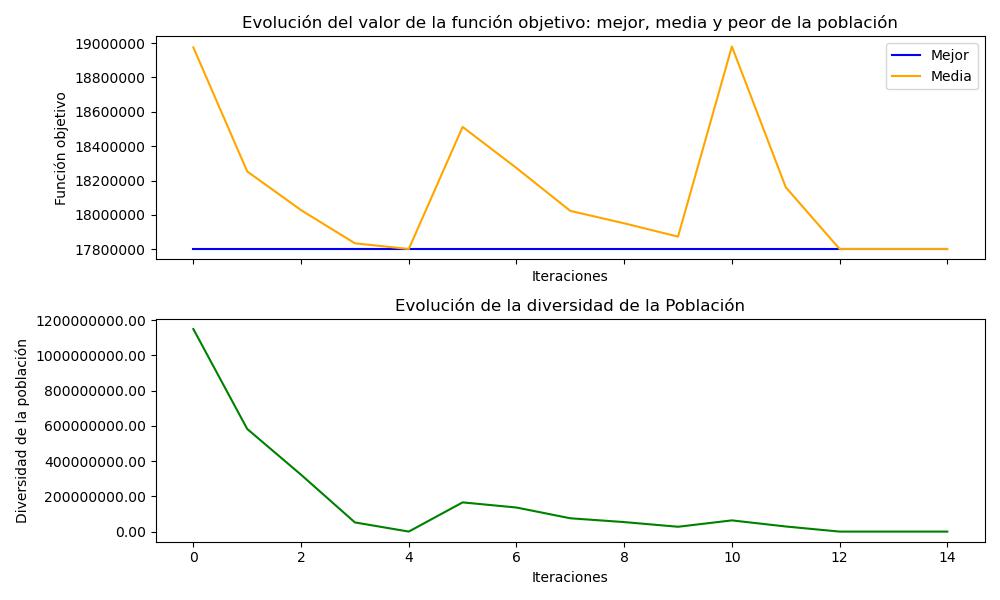 Evolución del valor de la función objetivo: mejor, media y peor de la población
19000000
18800000
18600000
18400000
18200000
18000000
17800000
Función objetivo
Mejor
Media
Iteraciones
Evolución de la diversidad de la Población
1200000000.00
1000000000.00
800000000.00
600000000.00
400000000.00
200000000.00
0.00
Diversidad de la población
0 2 4 6 8 10 12 14
Iteraciones